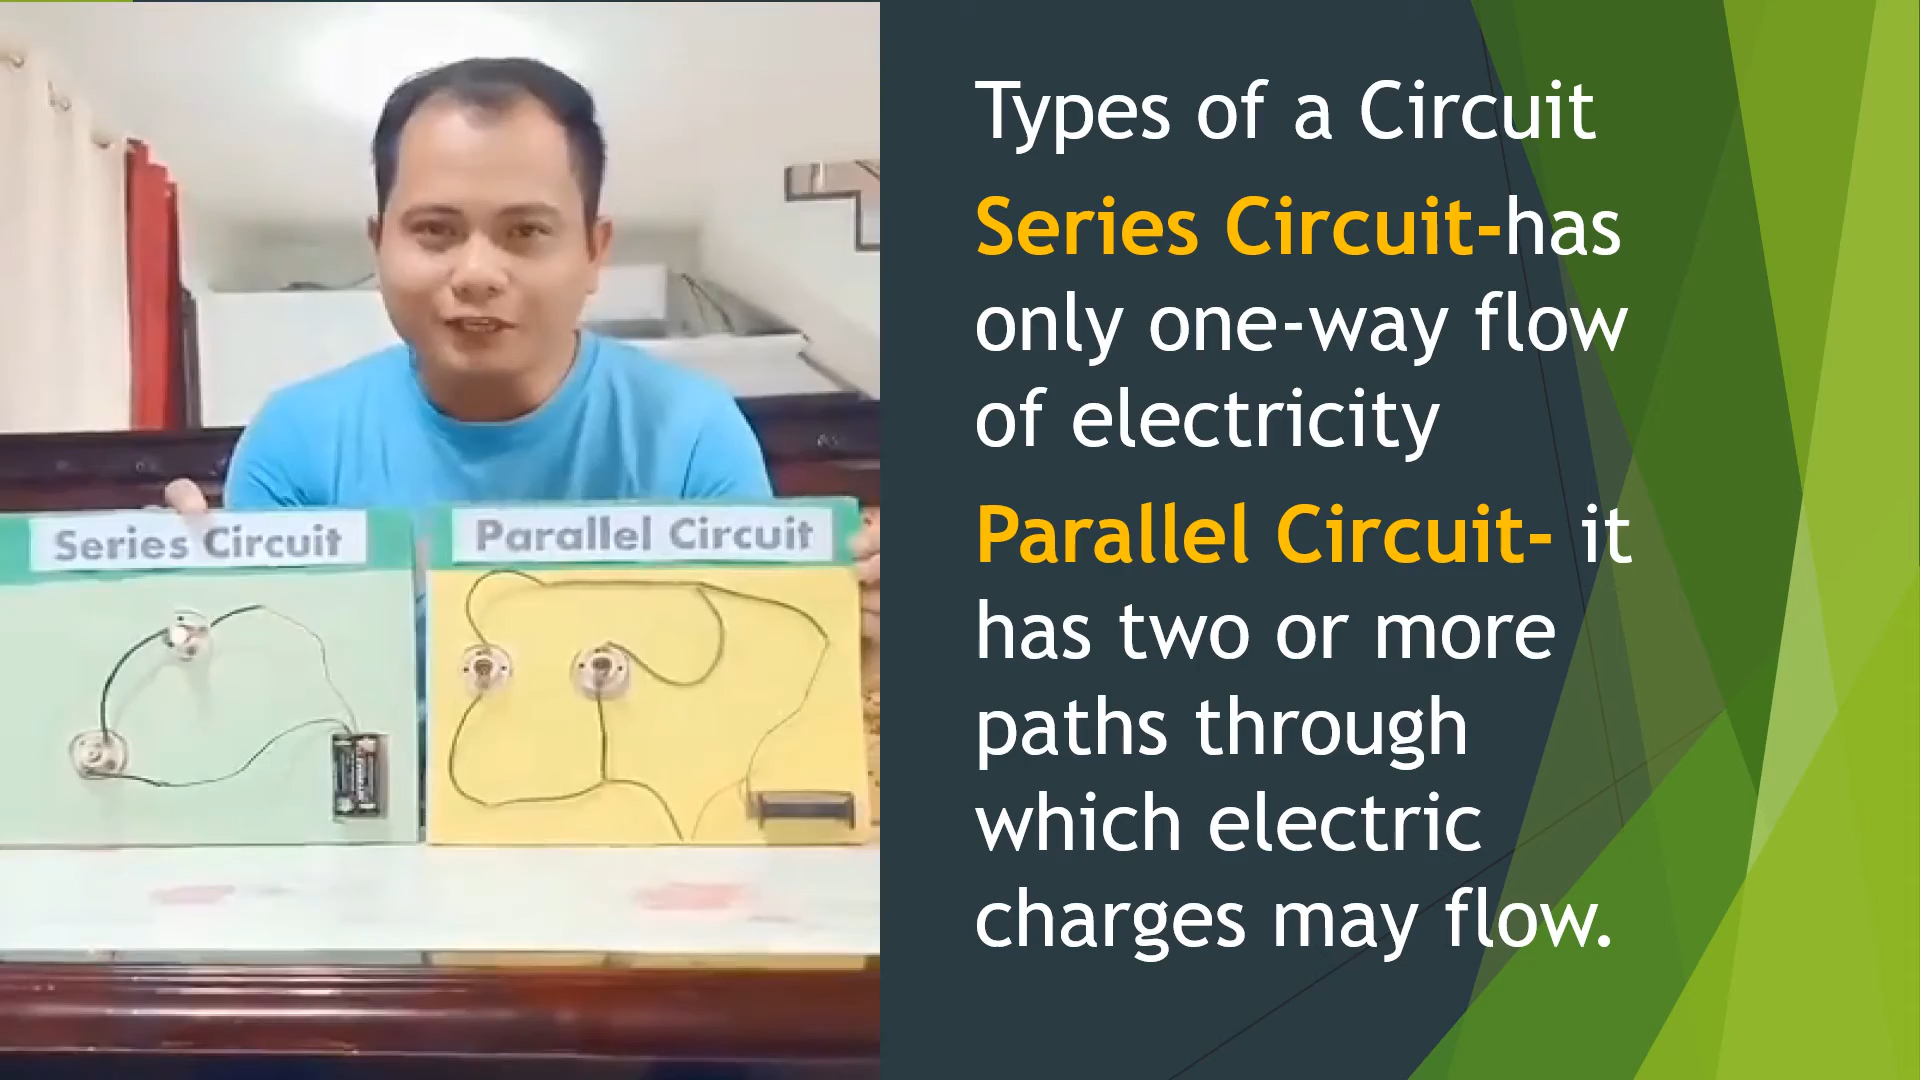 Types of a Circuit
Series Circuit-has
only one-way flow
of electricity
Parallel Circuit- it
has two or more
paths through
which electric
charges may flow.
Series Circuit
Parallel Circuit